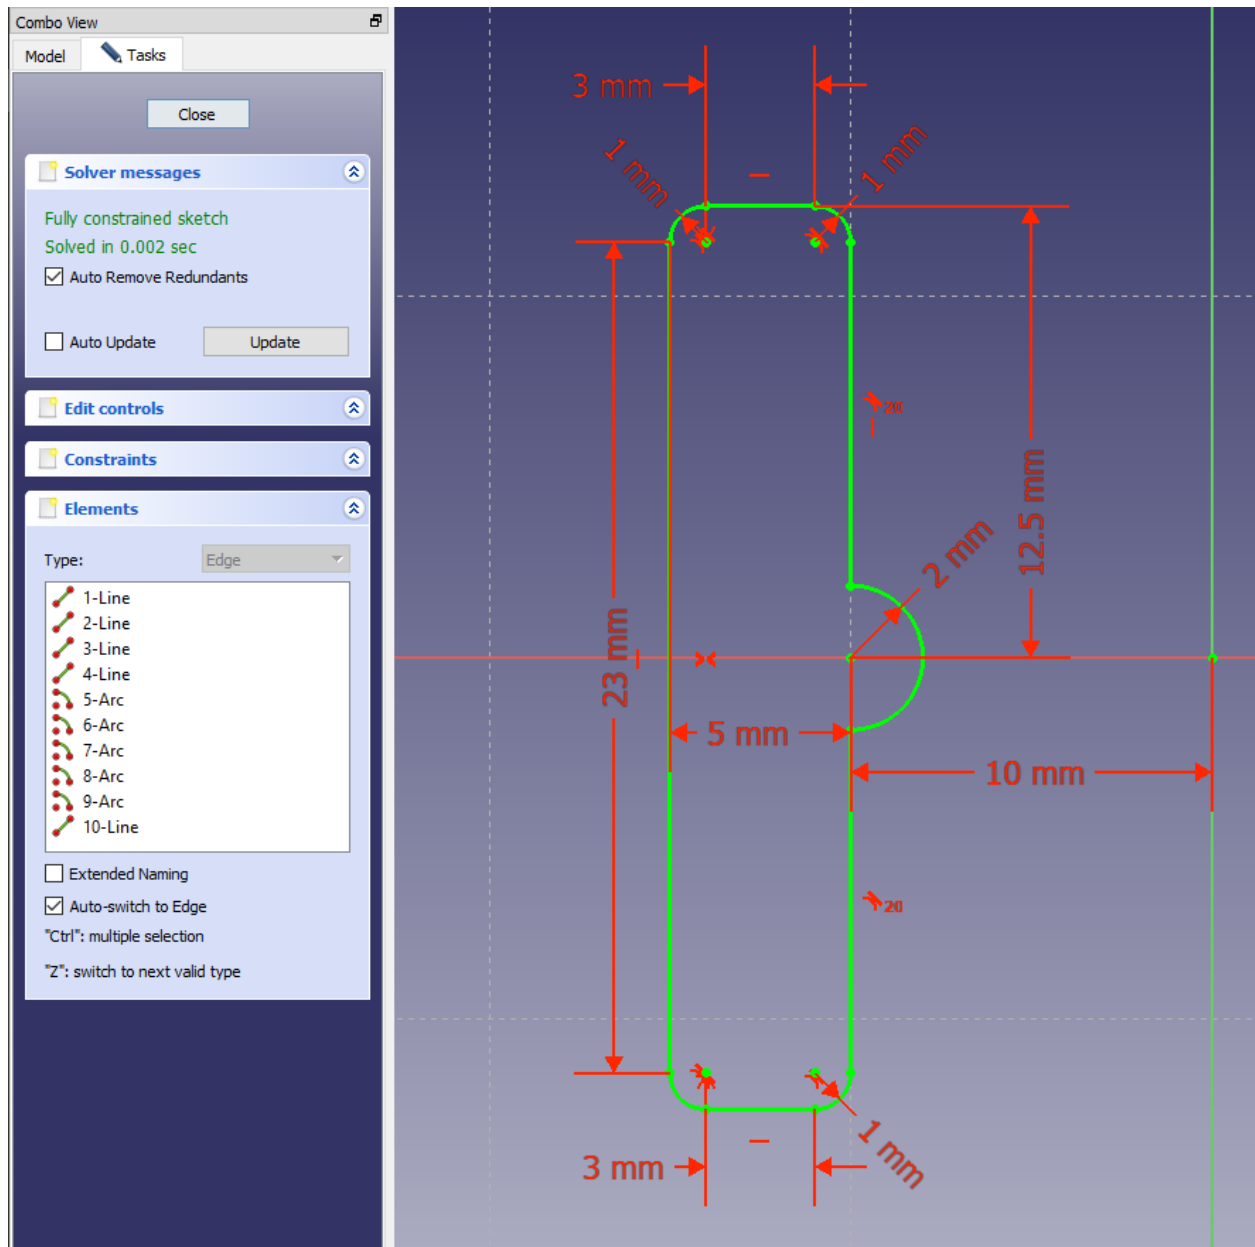 Combo View
Model
Tasks
Close
Solver messages
Fully constrained sketch
Solved in 0.002 sec
Auto Remove Redundants
Auto Update
Update
Edit controls
Constraints
Elements
Type:
Edge
1-Line
2-Line
3-Line
4-Line
5-Arc
6-Arc
7-Arc
8-Arc
9-Arc
10-Line
Extended Naming
Auto-switch to Edge
"Ctrl": multiple selection
"Z": switch to next valid type
3 mm
1 mm
1 mm
20
12.5 mm
2 mm
23 mm
5 mm
10 mm
20
1 mm
3 mm